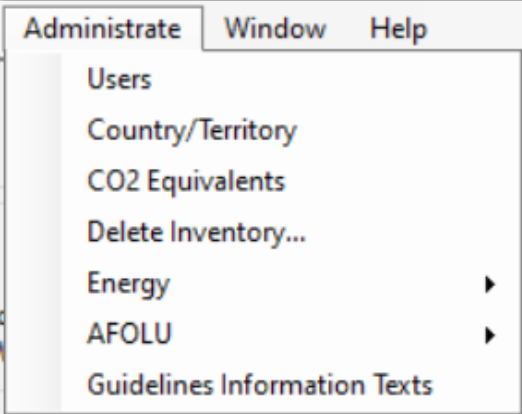 Administrate Window Help
Users
Country/Territory
CO2 Equivalents
Delete Inventory...
Energy
AFOLU
Guidelines Information Texts